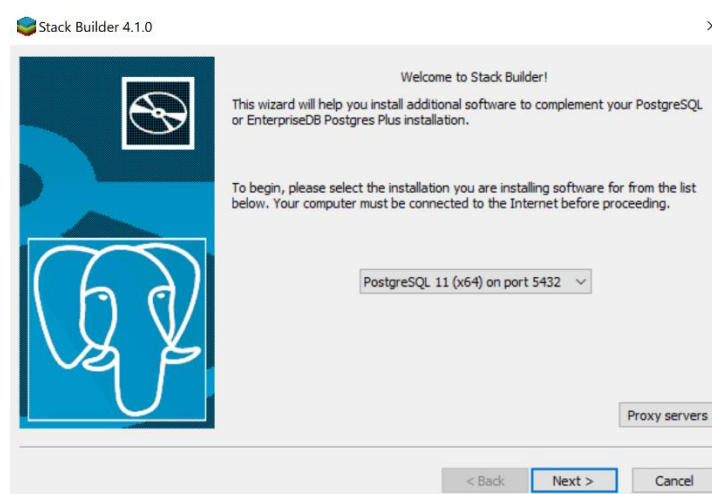 Stack Builder 4.1.0
Welcome to Stack Builder!
This wizard will help you install additional software to complement your PostgreSQL
or EnterpriseDB Postgres Plus installation.
To begin, please select the installation you are installing software for from the list
below. Your computer must be connected to the Internet before proceeding.
PostgreSQL 11 (x64) on port 5432
Proxy servers
< Back Next > Cancel